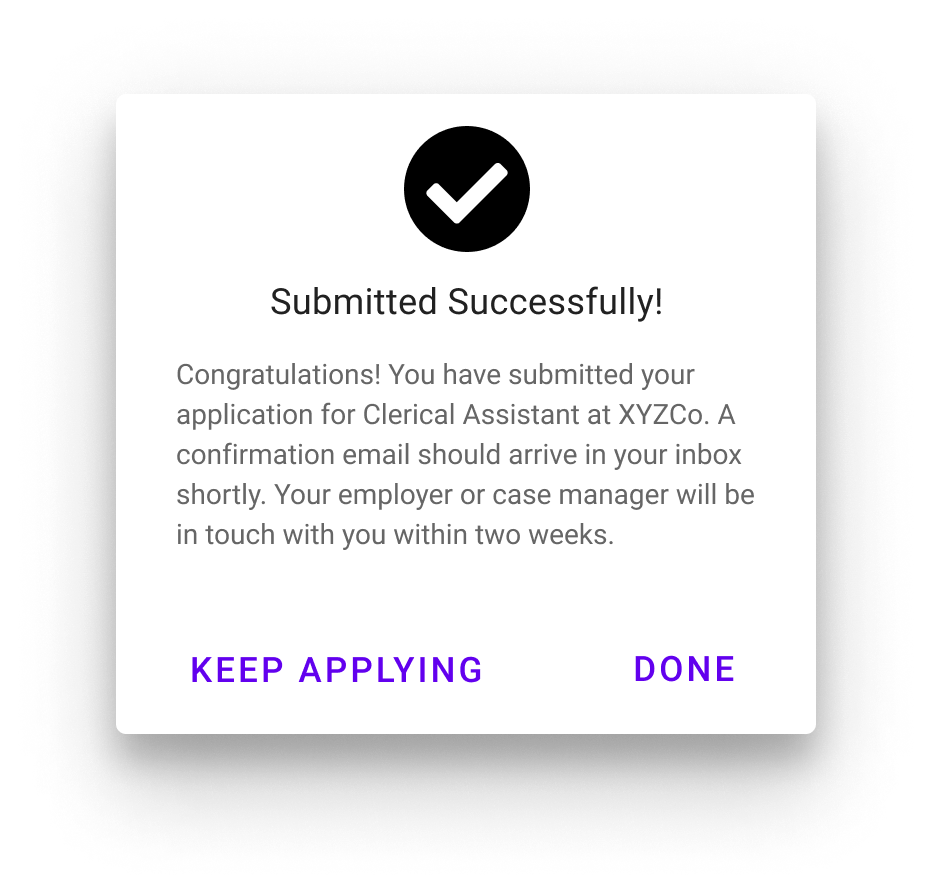 Submitted Successfully!
Congratulations! You have submitted your
application for Clerical Assistant at XYZCo. A
confirmation email should arrive in your inbox
shortly. Your employer or case manager will be
in touch with you within two weeks.
KEEP APPLYING DONE